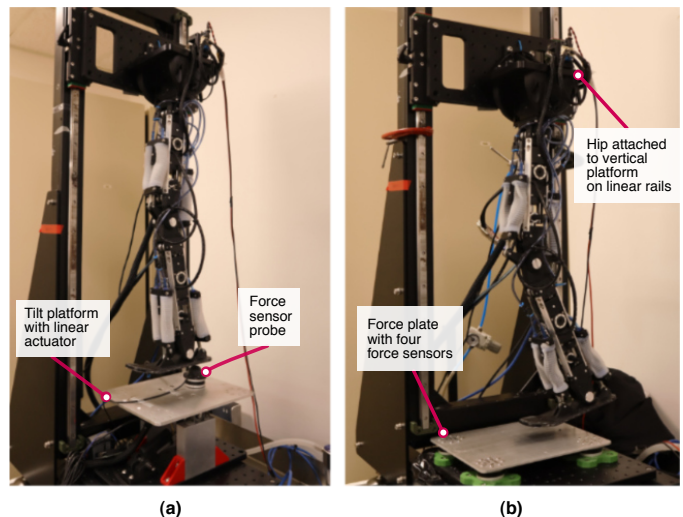 Tilt platform
with linear
actuator
Force
sensor
probe
(a)
Hip attached
to vertical
platform
on linear rails
Force plate
with four
force sensors
(b)